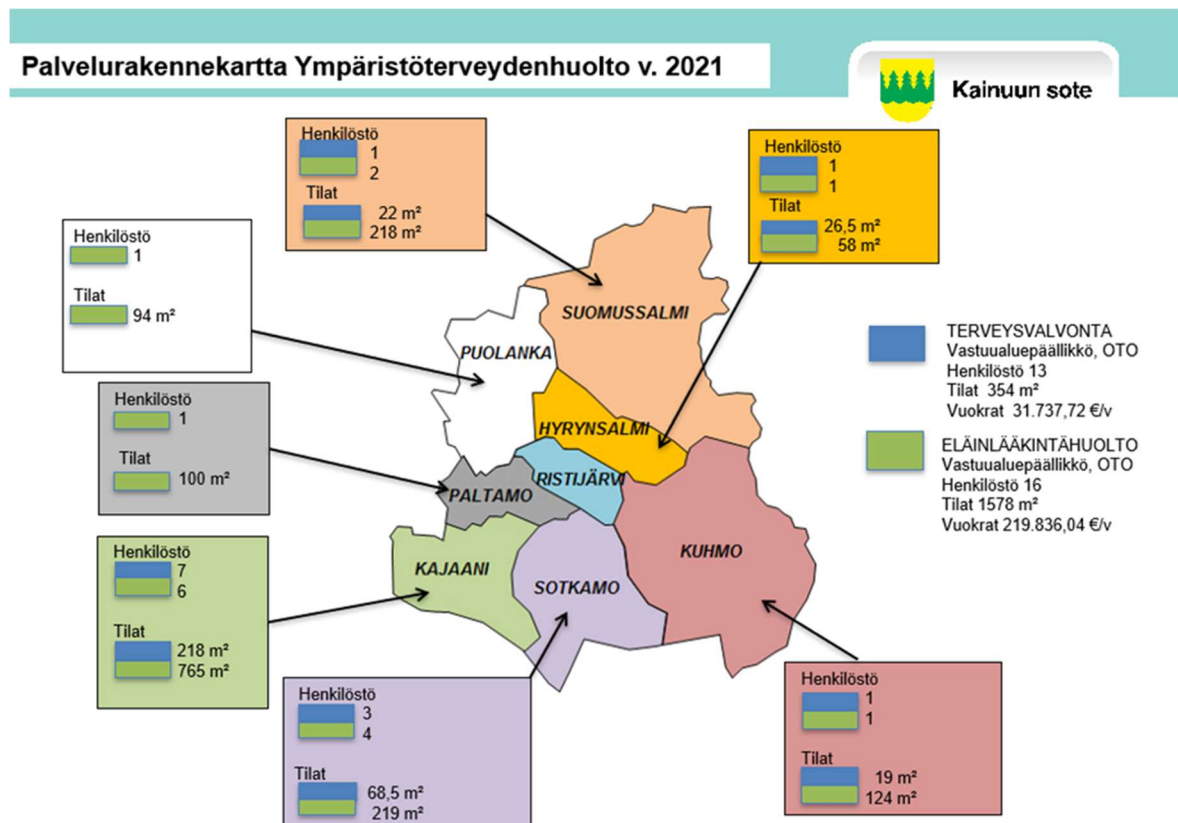 Palvelurakennekartta Ympäristöterveydenhuolto v. 2021
Kainuun sote
Henkilöstö
1
2
Tilat
22 m²
218 m²
Henkilöstö
1
1
Tilat
26,5 m²
58 m²
Henkilöstö
1
Tilat
94 m²
Henkilöstö
1
Tilat
100 m²
Henkilöstö
7
6
Tilat
218 m²
765 m²
Henkilöstö
3
4
Tilat
68,5 m²
219 m²
Henkilöstö
1
1
Tilat
19 m²
124 m²
SUOMUSSALMI
PUOLANKA
HYRYNSALMI
RISTIJÄRVI
PALTAMO
KAJAANI
SOTKAMO
KUHMO
TERVEYSVALVONTA
Vastuualuepäällikkö, OTO
Henkilöstö 13
Tilat 354 m²
Vuokrat 31.737,72 €/v
ELÄINLÄÄKINTÄHUOLTO
Vastuualuepäällikkö, OTO
Henkilöstö 16
Tilat 1578 m²
Vuokrat 219.836,04 €/v